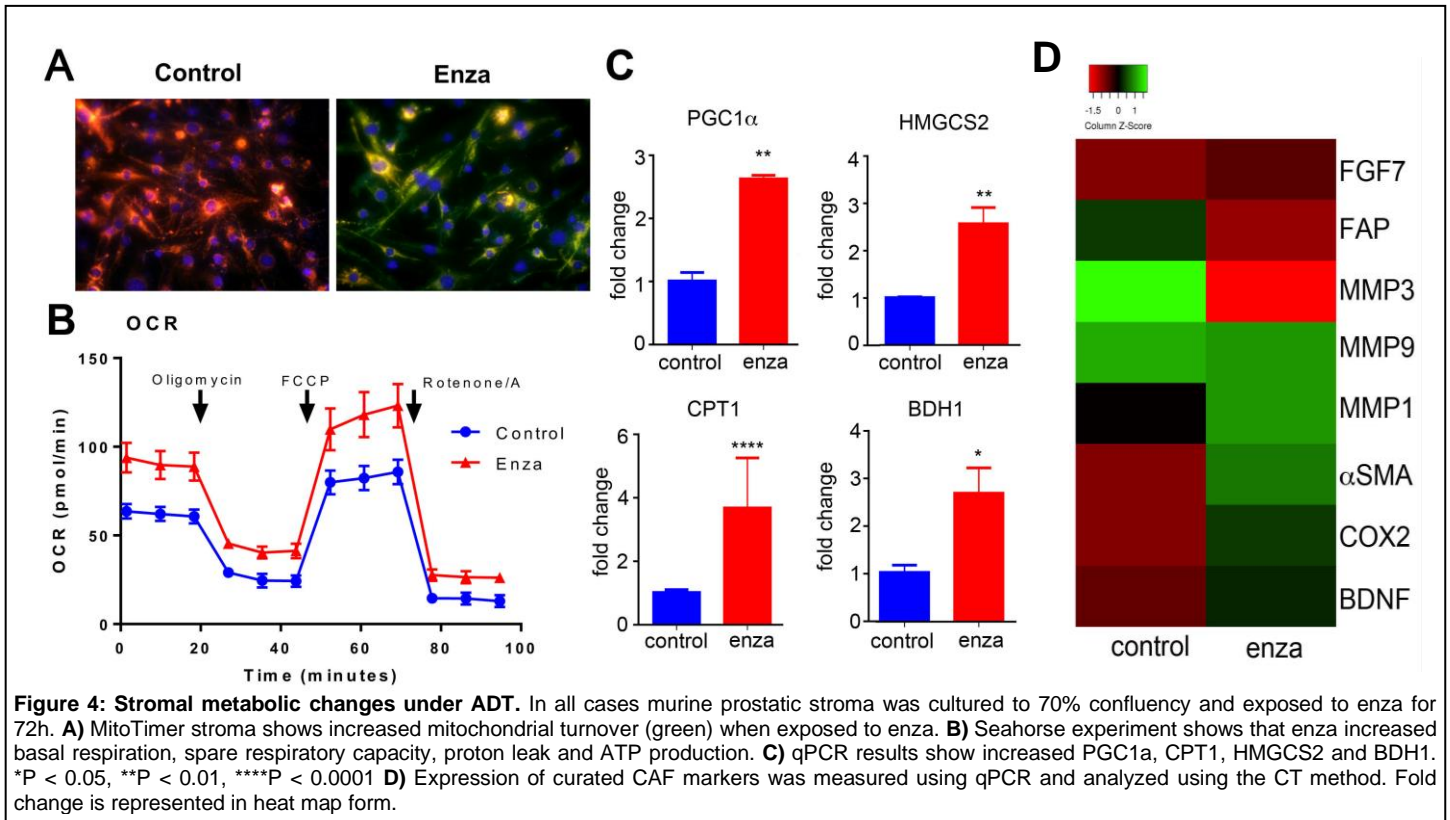 A
Control
Enza
B
OCR
OCR (pmol/min)
150
100
50
0
Oligomycin
FCCP
Rotenone/A
Control
Enza
0 20 40 60 80 100
Time (minutes)
C
PGC1α
fold change
3
2
1
0
**
control enza
HMGCS2
fold change
4
3
2
1
0
**
control enza
CPT1
fold change
6
4
2
0
****
control enza
BDH1
fold change
4
3
2
1
0
*
control enza
D
-1.5 0 1
Column Z-Score
FGF7
FAP
MMP3
MMP9
MMP1
αSMA
COX2
BDNF
control enza
Figure 4: Stromal metabolic changes under ADT. In all cases murine prostatic stroma was cultured to 70% confluency and exposed to enza for
72h. A) MitoTimer stroma shows increased mitochondrial turnover (green) when exposed to enza. B) Seahorse experiment shows that enza increased
basal respiration, spare respiratory capacity, proton leak and ATP production. C) qPCR results show increased PGC1a, CPT1, HMGCS2 and BDH1.
*P < 0.05, **P < 0.01, ****P < 0.0001 D) Expression of curated CAF markers was measured using qPCR and analyzed using the CT method. Fold
change is represented in heat map form.